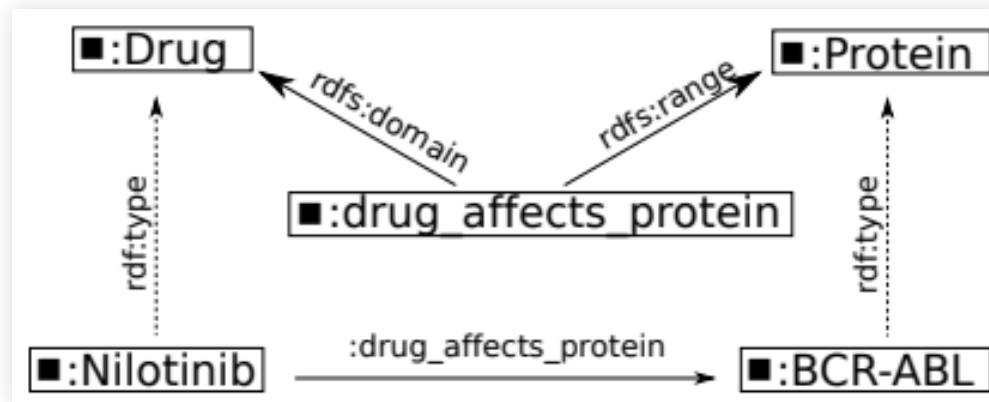 ■:Drug
■:Protein
rdfs:domain
rdfs:range
■:drug_affects_protein
rdf:type
rdf:type
:drug_affects_protein
■:Nilotinib
■:BCR-ABL